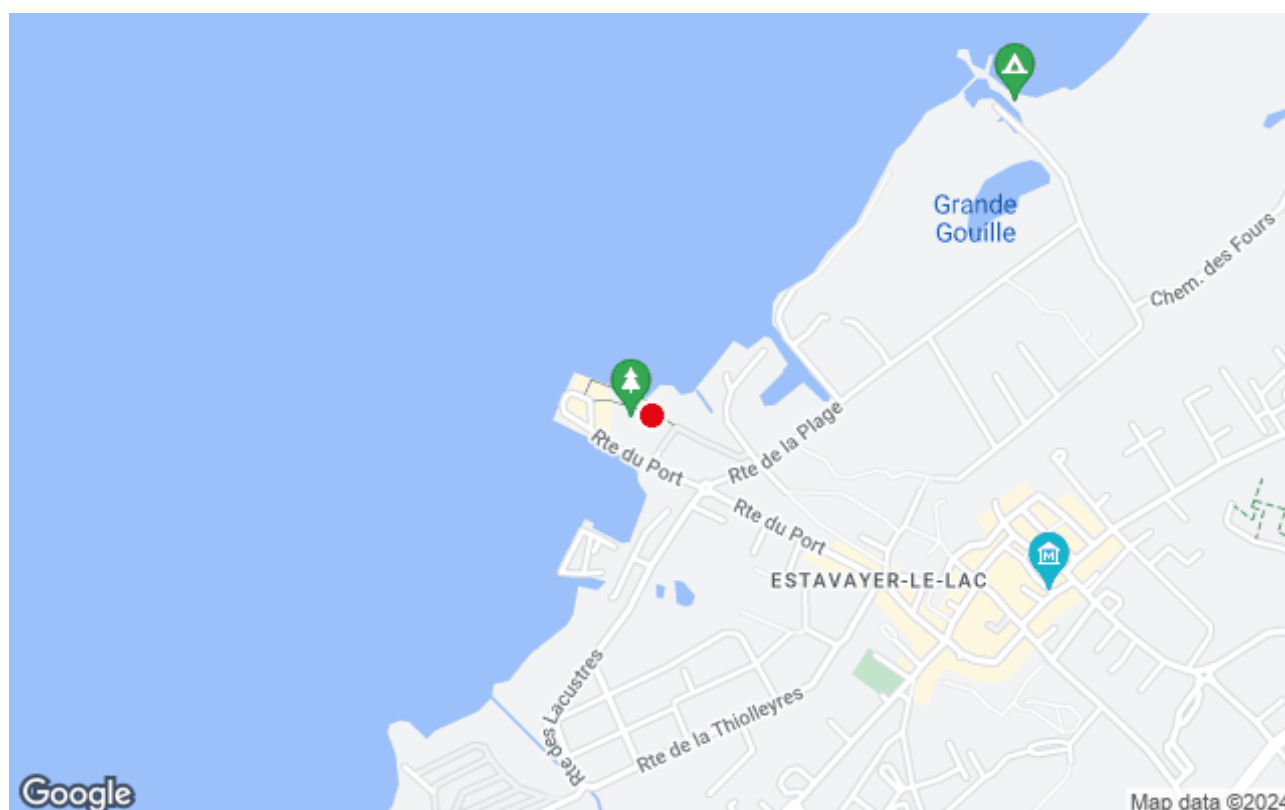 Grande
Gouille
Chem. des Fours
Rte de la Plage
Rte du Port
Rte du Port
ESTAVAYER-LE-LAC
Rte des Lacustres
Rte de la Thiolleyres
Google
Map data ©2024